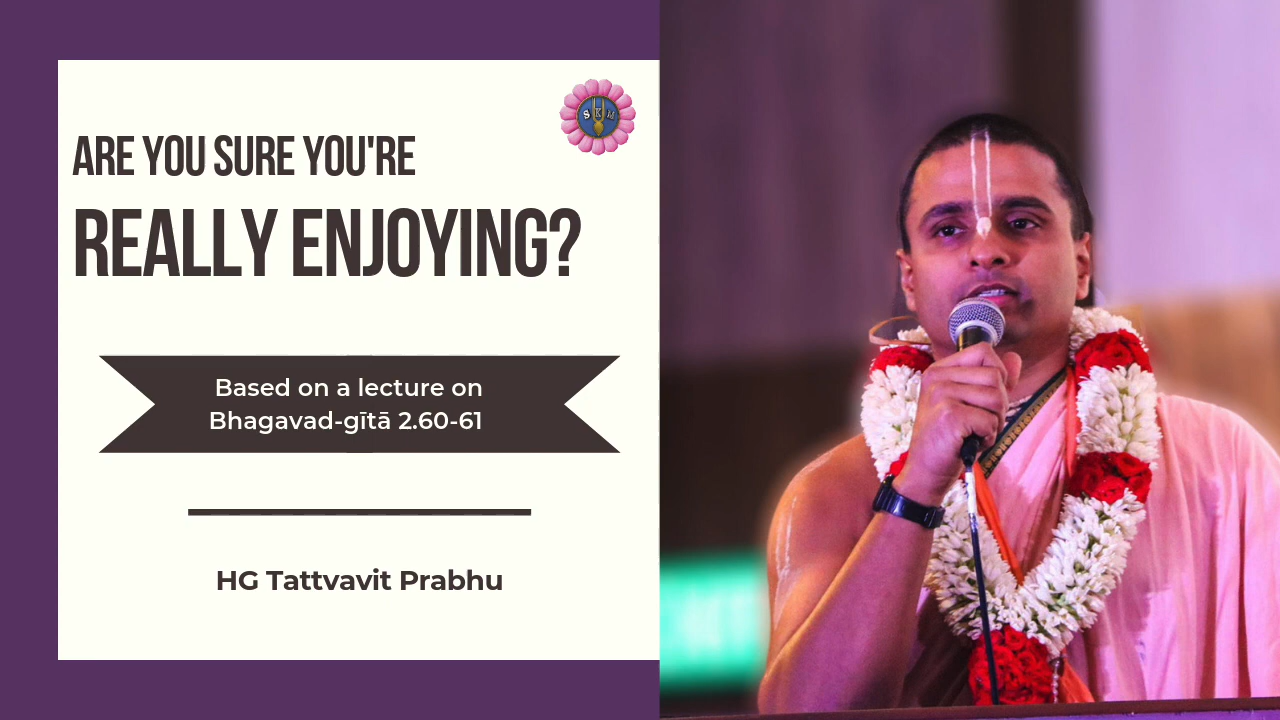 S K M
ARE YOU SURE YOU'RE
REALLY ENJOYING?
Based on a lecture on
Bhagavad-gītā 2.60-61
HG Tattvavit Prabhu